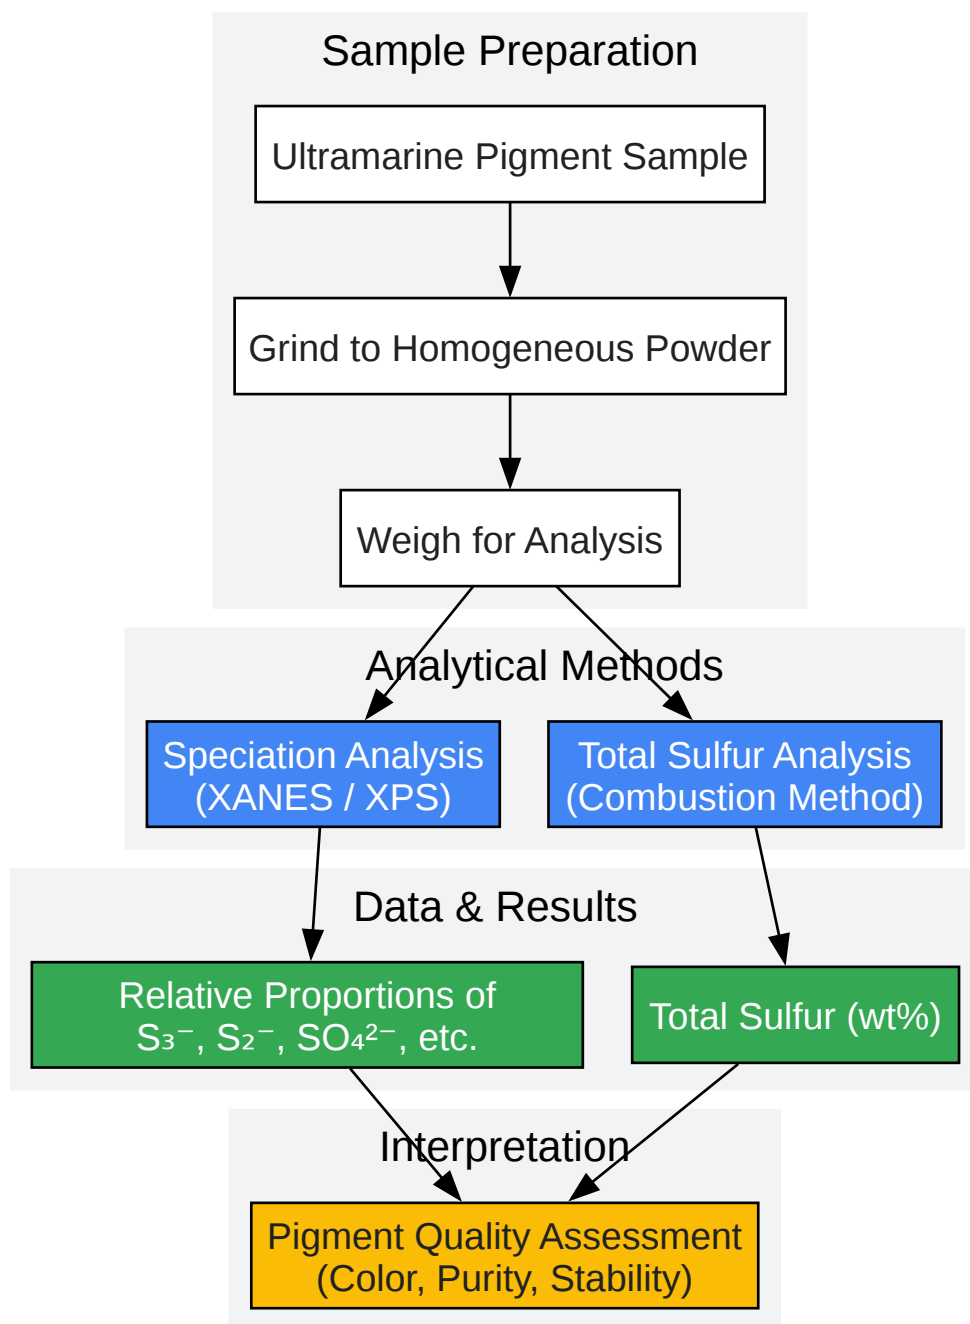 Sample Preparation
Ultramarine Pigment Sample
Grind to Homogeneous Powder
Weigh for Analysis
Analytical Methods
Speciation Analysis
(XANES / XPS)
Total Sulfur Analysis
(Combustion Method)
Data & Results
Relative Proportions of
S₃⁻, S₂⁻, SO₄²⁻, etc.
Total Sulfur (wt%)
Interpretation
Pigment Quality Assessment
(Color, Purity, Stability)